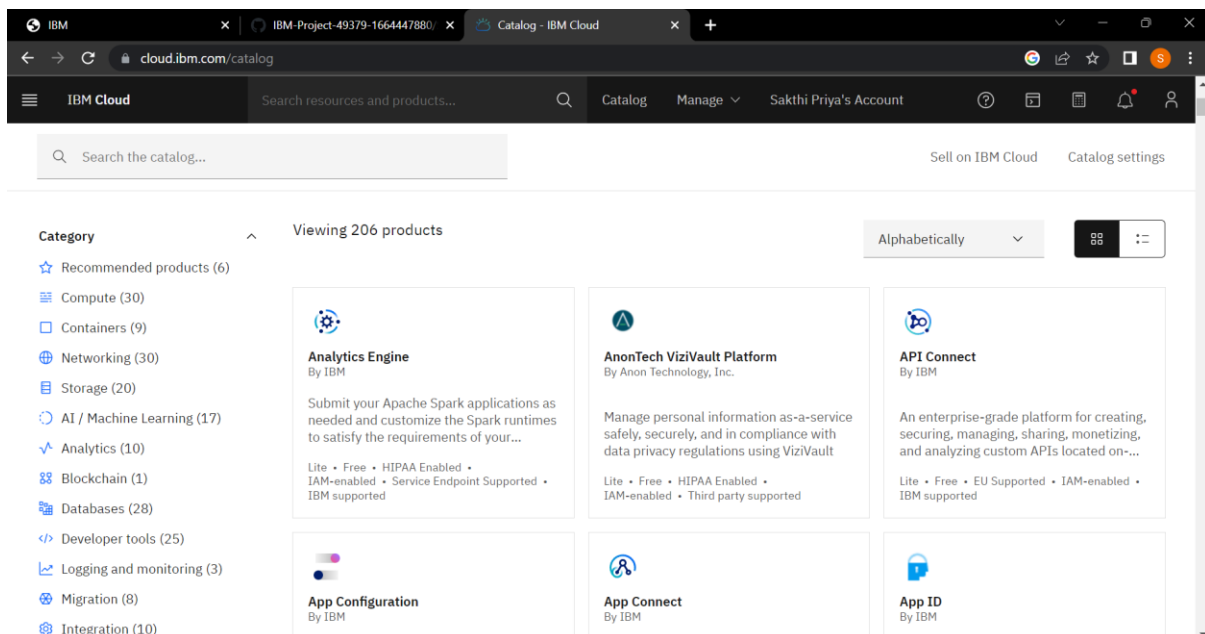 IBM
IBM-Project-49379-1664447880/
Catalog - IBM Cloud
cloud.ibm.com/catalog
S
IBM Cloud
Search resources and products...
Catalog
Manage
Sakthi Priya's Account
Search the catalog...
Sell on IBM Cloud
Catalog settings
Category
Recommended products (6)
Compute (30)
Containers (9)
Networking (30)
Storage (20)
AI / Machine Learning (17)
Analytics (10)
Blockchain (1)
Databases (28)
Developer tools (25)
Logging and monitoring (3)
Migration (8)
Integration (10)
Viewing 206 products
Alphabetically
Analytics Engine
By IBM
Submit your Apache Spark applications as
needed and customize the Spark runtimes
to satisfy the requirements of your...
Lite • Free • HIPAA Enabled •
IAM-enabled • Service Endpoint Supported •
IBM supported
AnonTech ViziVault Platform
By Anon Technology, Inc.
Manage personal information as-a-service
safely, securely, and in compliance with
data privacy regulations using ViziVault
Lite • Free • HIPAA Enabled •
IAM-enabled • Third party supported
API Connect
By IBM
An enterprise-grade platform for creating,
securing, managing, sharing, monetizing,
and analyzing custom APIs located on-...
Lite • Free • EU Supported • IAM-enabled •
IBM supported
App Configuration
By IBM
App Connect
By IBM
App ID
By IBM